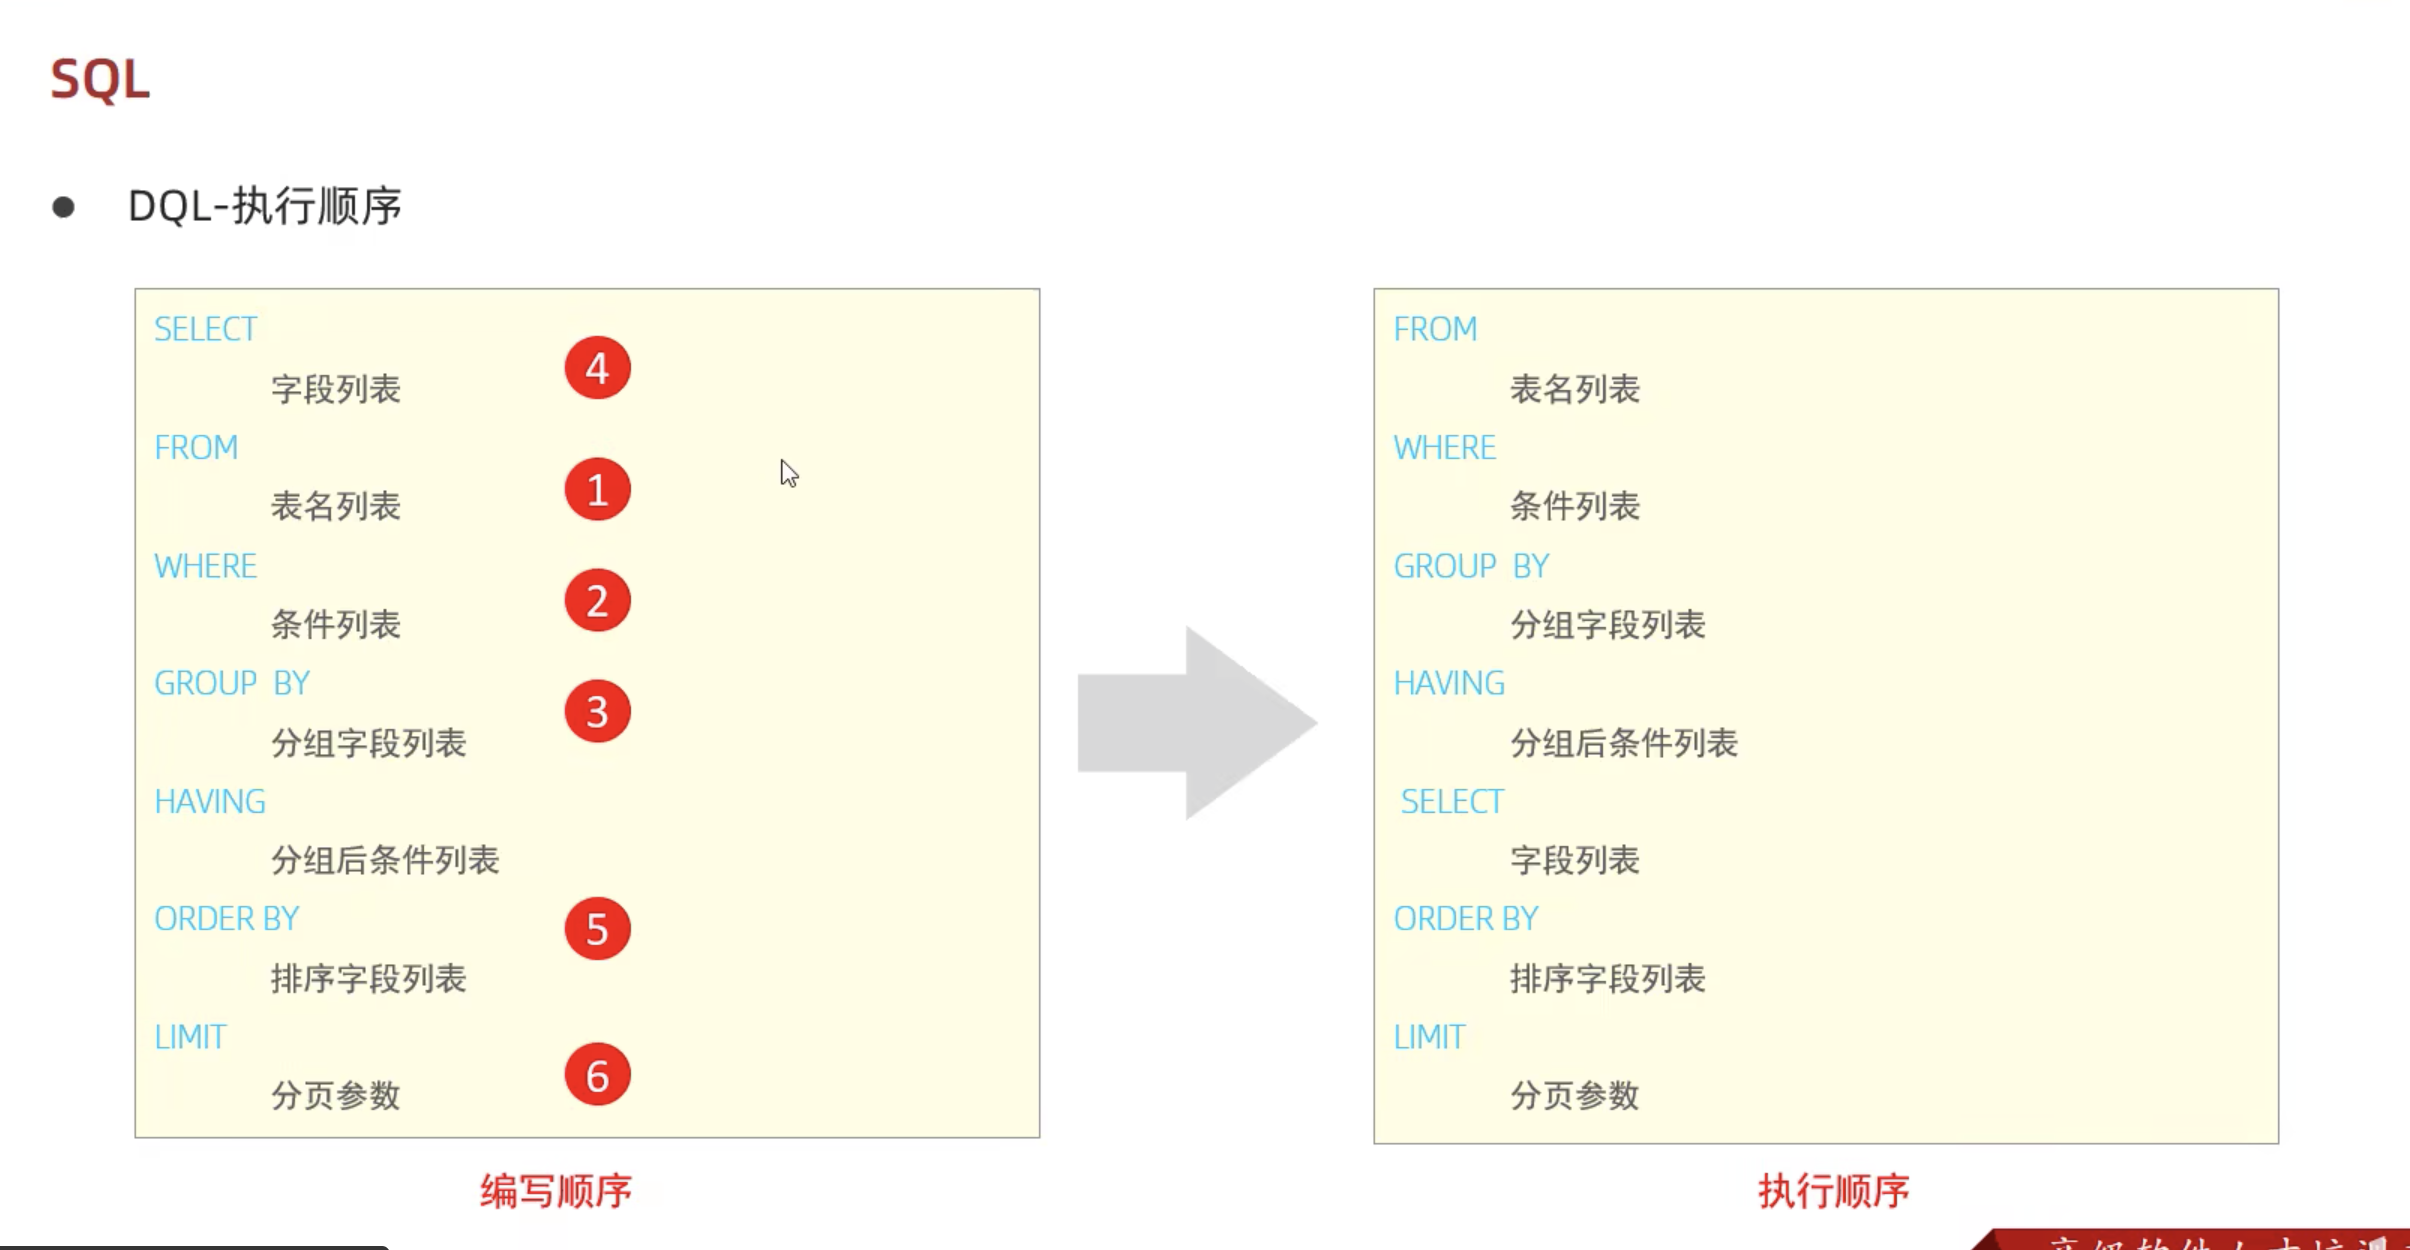 SQL
DQL-执行顺序
SELECT
字段列表
4
FROM
表名列表
1
WHERE
条件列表
2
GROUP BY
分组字段列表
3
HAVING
分组后条件列表
ORDER BY
排序字段列表
5
LIMIT
分页参数
6
编写顺序
FROM
表名列表
WHERE
条件列表
GROUP BY
分组字段列表
HAVING
分组后条件列表
SELECT
字段列表
ORDER BY
排序字段列表
LIMIT
分页参数
执行顺序